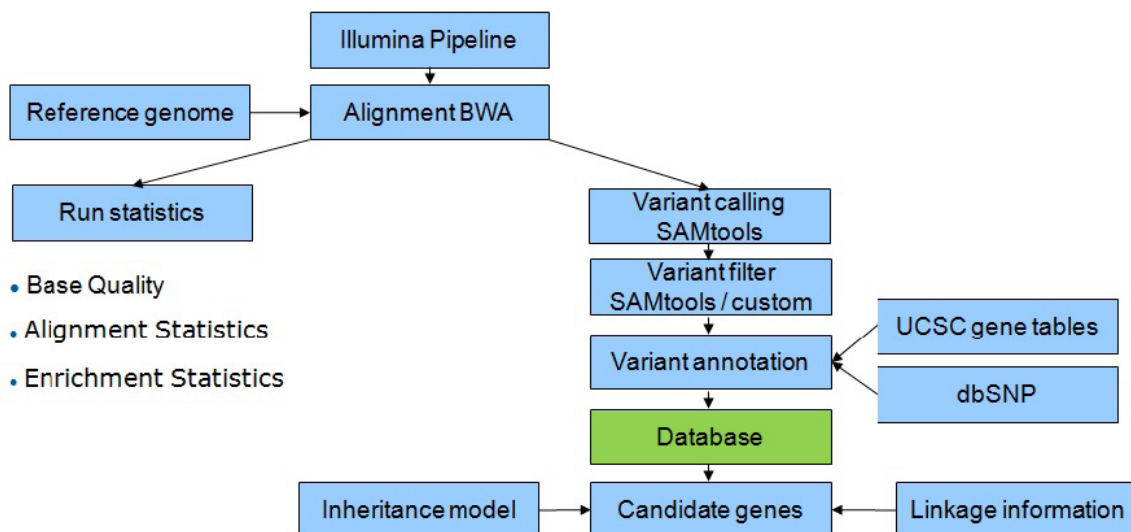 Illumina Pipeline
Reference genome
Alignment BWA
Run statistics
Variant calling
SAMtools
• Base Quality
• Alignment Statistics
• Enrichment Statistics
Variant filter
SAMtools / custom
UCSC gene tables
Variant annotation
dbSNP
Database
Inheritance model
Candidate genes
Linkage information